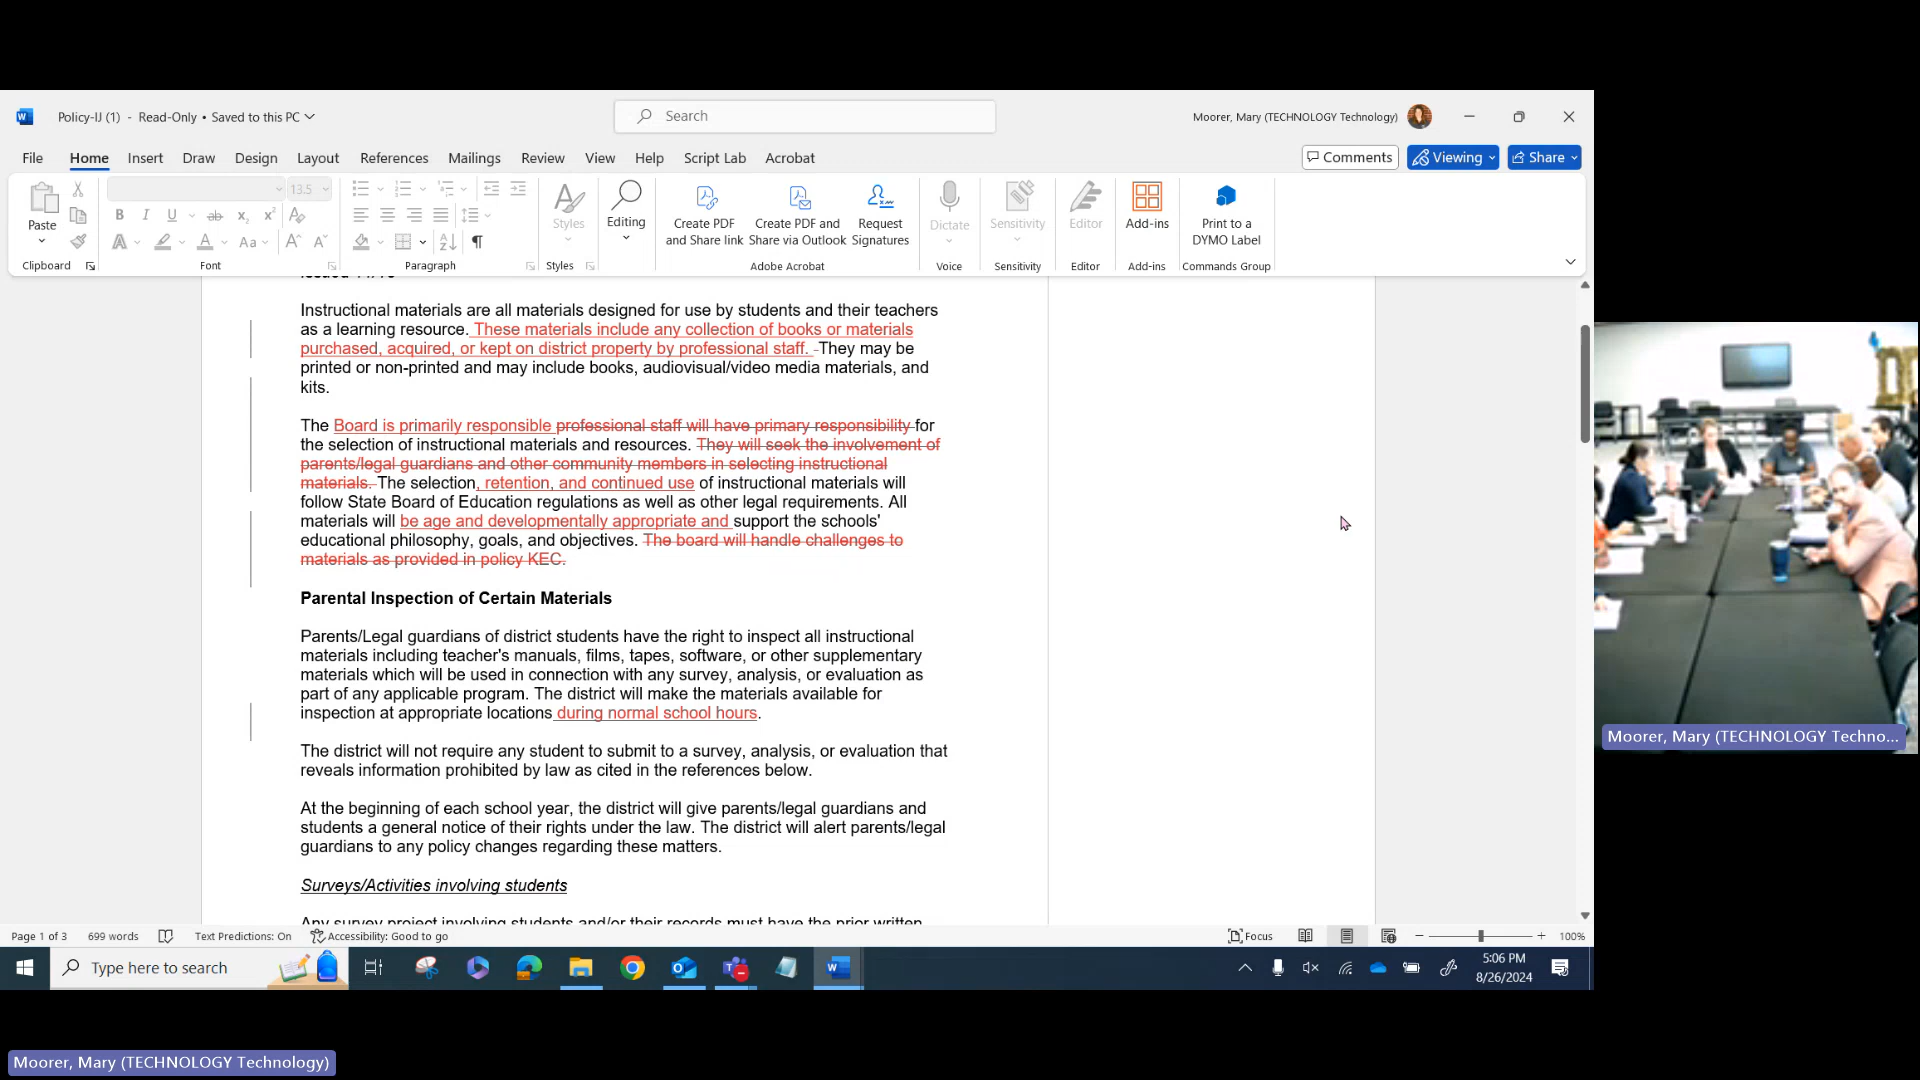 Policy-IJ (1) - Read-Only • Saved to this PC
Search
Moorer, Mary (TECHNOLOGY Technology)
File Home Insert Draw Design Layout References Mailings Review View Help Script Lab Acrobat
Comments Viewing Share
13.5
Paste
Styles
Editing
Create PDF and Share link
Create PDF and Share via Outlook
Request Signatures
Dictate
Sensitivity
Editor
Add-ins
Print to a DYMO Label
Clipboard Font Paragraph Styles Adobe Acrobat Voice Sensitivity Editor Add-ins Commands Group
Instructional materials are all materials designed for use by students and their teachers
as a learning resource. These materials include any collection of books or materials
purchased, acquired, or kept on district property by professional staff. -They may be
printed or non-printed and may include books, audiovisual/video media materials, and
kits.
The Board is primarily responsible professional staff will have primary responsibility for
the selection of instructional materials and resources. They will seek the involvement of
parents/legal guardians and other community members in selecting instructional
materials. The selection, retention, and continued use of instructional materials will
follow State Board of Education regulations as well as other legal requirements. All
materials will be age and developmentally appropriate and support the schools'
educational philosophy, goals, and objectives. The board will handle challenges to
materials as provided in policy KEC.
Parental Inspection of Certain Materials
Parents/Legal guardians of district students have the right to inspect all instructional
materials including teacher's manuals, films, tapes, software, or other supplementary
materials which will be used in connection with any survey, analysis, or evaluation as
part of any applicable program. The district will make the materials available for
inspection at appropriate locations during normal school hours.
The district will not require any student to submit to a survey, analysis, or evaluation that
reveals information prohibited by law as cited in the references below.
At the beginning of each school year, the district will give parents/legal guardians and
students a general notice of their rights under the law. The district will alert parents/legal
guardians to any policy changes regarding these matters.
Surveys/Activities involving students
Any survey project involving students and/or their records must have the prior written
Page 1 of 3 699 words Text Predictions: On Accessibility: Good to go Focus 100%
Type here to search
5:06 PM
8/26/2024
Moorer, Mary (TECHNOLOGY Techno...
Moorer, Mary (TECHNOLOGY Technology)